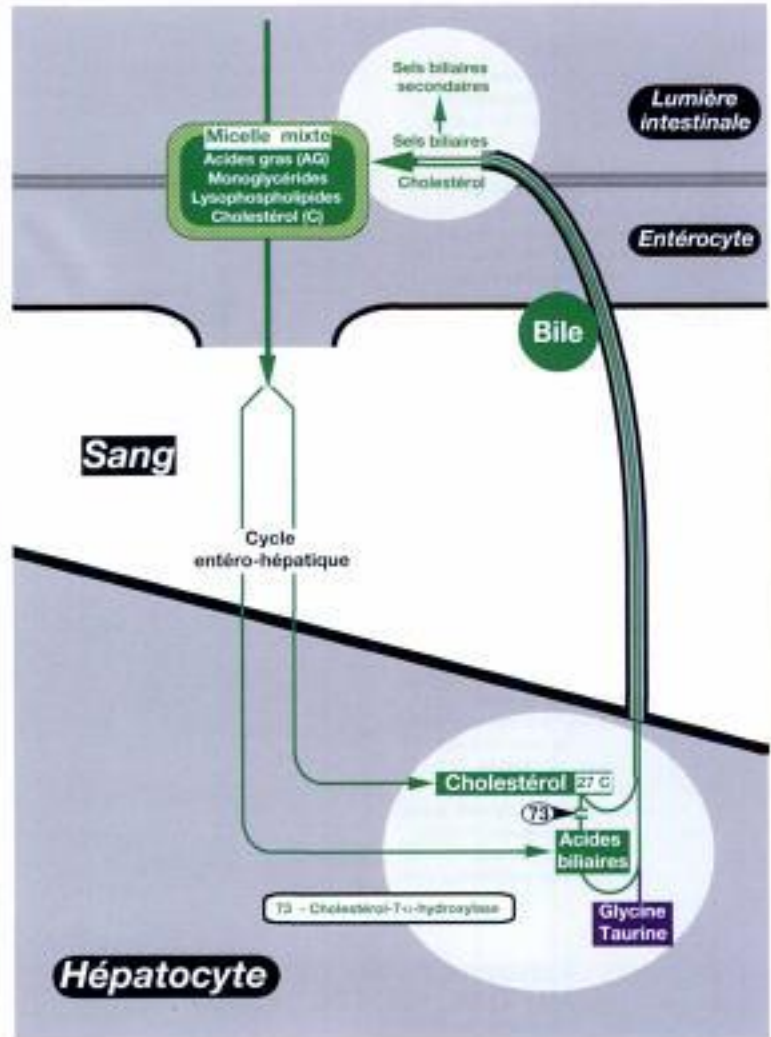 Sels biliaires
secondaires
Lumière
intestinale
Micelle mixte
Acides gras (AG)
Monoglycérides
Lysophospholipides
Cholestérol (C)
Sels biliaires
Cholestérol
Entérocyte
Bile
Sang
Cycle
entéro-hépatique
Cholestérol 27 C
73
Acides
biliaires
73 - Cholestérol-7-α-hydroxylase
Glycine
Taurine
Hépatocyte